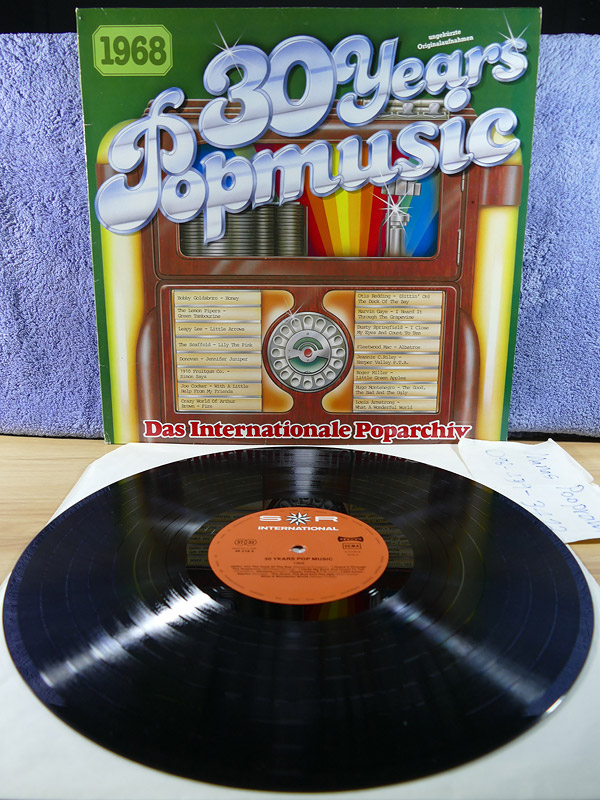 1968
30 Years
Popmusic
ungekürzte
Originalaufnahmen
Bobby Goldsboro - Honey
The Lemon Pipers -
Green Tambourine
Leapy Lee - Little Arrows
The Scaffold - Lily The Pink
Donovan - Jennifer Juniper
1910 Fruitgum Co. -
Simon Says
Joe Cocker - With A Little
Help From My Friends
Crazy World Of Arthur
Brown - Fire
Otis Redding - (Sittin' On)
The Dock Of The Bay
Marvin Gaye - I Heard It
Through The Grapevine
Dusty Springfield - I Close
My Eyes And Count To Ten
Fleetwood Mac - Albatros
Jeannie C.Riley -
Harper Valley P.T.A.
Roger Miller -
Little Green Apples
Hugo Montenegro - The Good,
The Bad And The Ugly
Louis Armstrong -
What A Wonderful World
Das Internationale Poparchiv
S R
INTERNATIONAL
30 YEARS POP MUSIC
1968